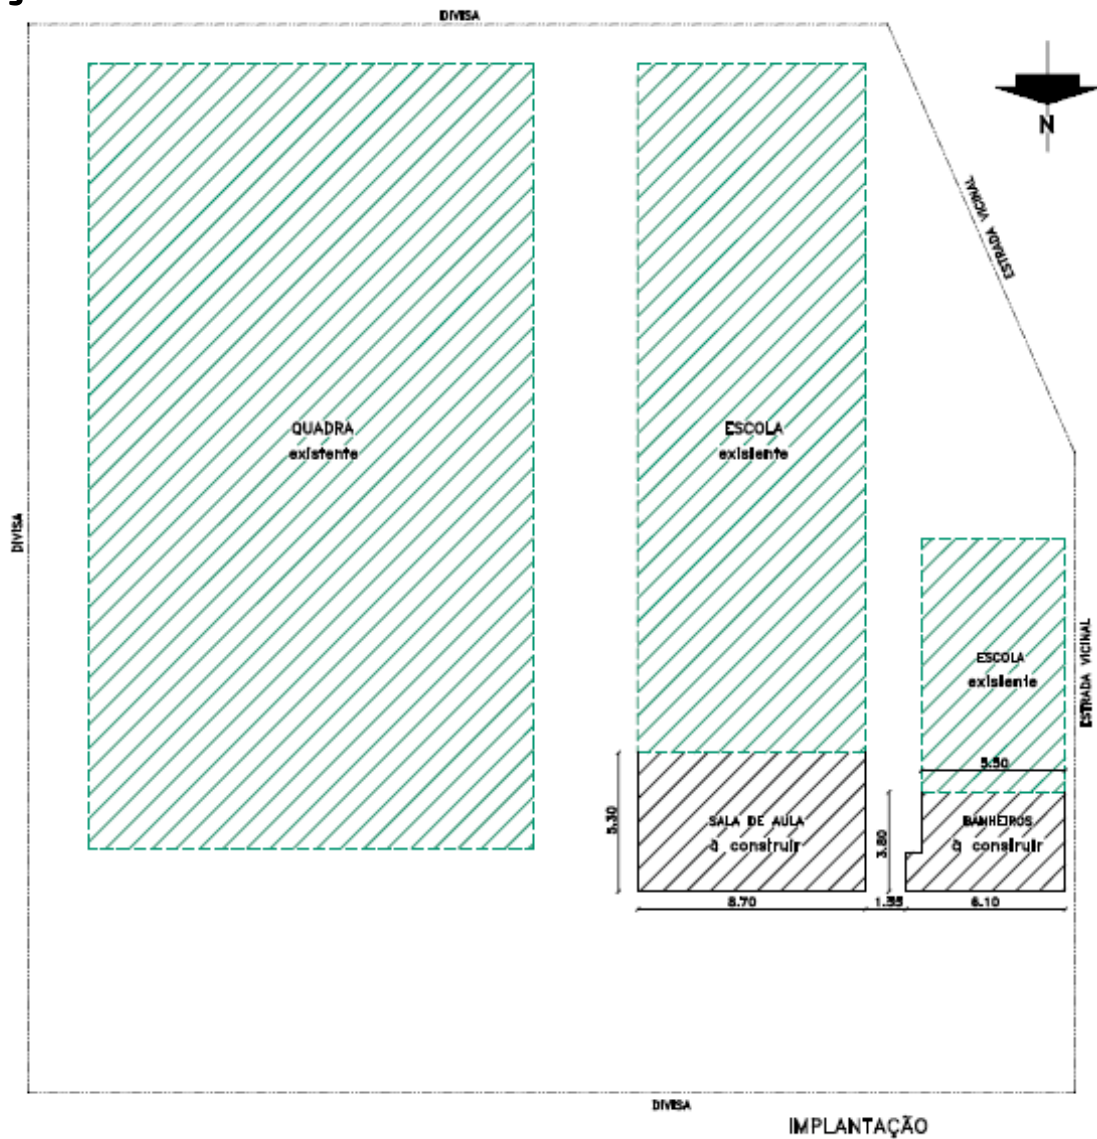 DIVISA
N
ESTRADA VICINAL
QUADRA
existente
ESCOLA
existente
DIVISA
ESCOLA
existente
ESTRADA VICINAL
5.50
5.30
SALA DE AULA
à construir
3.80
BANHEIROS
à construir
8.70
1.55
6.10
DIVISA
IMPLANTAÇÃO